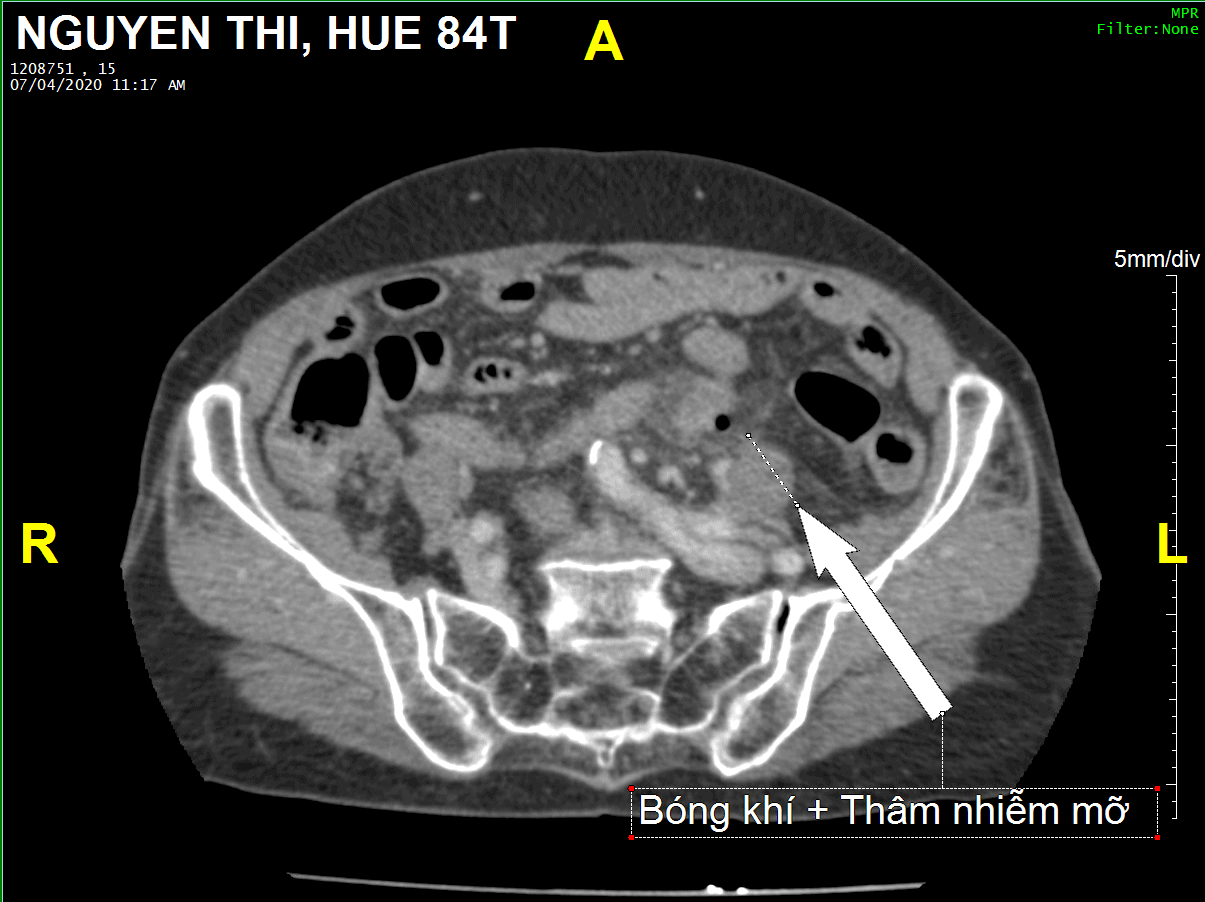 NGUYEN THI, HUE 84T
A
MPR
Filter:None
1208751 , 15
07/04/2020 11:17 AM
5mm/div
R
L
Bóng khí + Thâm nhiễm mỡ